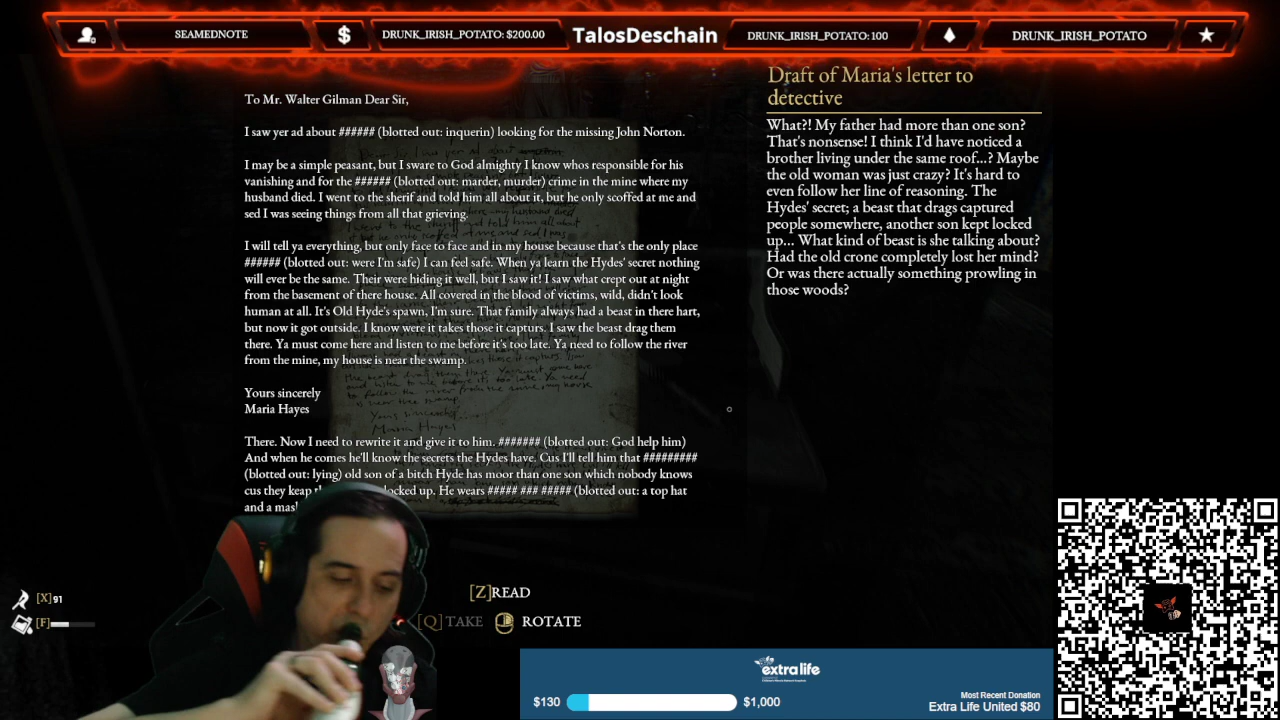 SEAMEDNOTE
$
DRUNK_IRISH_POTATO: $200.00
TalosDeschain
DRUNK_IRISH_POTATO: 100
DRUNK_IRISH_POTATO
To Mr. Walter Gilman Dear Sir,
I saw yer ad about ###### (blotted out: inquerin) looking for the missing John Norton.
I may be a simple peasant, but I sware to God almighty I know whos responsible for his
vanishing and for the ###### (blotted out: marder, murder) crime in the mine where my
husband died. I went to the sherif and told him all about it, but he only scoffed at me and
sed I was seeing things from all that grieving.
I will tell ya everything, but only face to face and in my house because that's the only place
###### (blotted out: were I'm safe) I can feel safe. When ya learn the Hydes' secret nothing
will ever be the same. Their were hiding it well, but I saw it! I saw what crept out at night
from the basement of there house. All covered in the blood of victims, wild, didn't look
human at all. It's Old Hyde's spawn, I'm sure. That family always had a beast in there hart,
but now it got outside. I know were it takes those it capturs. I saw the beast drag them
there. Ya must come here and listen to me before it's too late. Ya need to follow the river
from the mine, my house is near the swamp.
Yours sincerely
Maria Hayes
There. Now I need to rewrite it and give it to him. ####### (blotted out: God help him)
And when he comes he'll know the secrets the Hydes have. Cus I'll tell him that #########
(blotted out: lying) old son of a bitch Hyde has moor than one son which nobody knows
cus they keap locked up. He wears ##### ### ##### (blotted out: a top hat
and a
Draft of Maria's letter to
detective
What?! My father had more than one son?
That's nonsense! I think I'd have noticed a
brother living under the same roof...? Maybe
the old woman was just crazy? It's hard to
even follow her line of reasoning. The
Hydes' secret; a beast that drags captured
people somewhere, another son kept locked
up... What kind of beast is she talking about?
Had the old crone completely lost her mind?
Or was there actually something prowling in
those woods?
[X] 91
[F]
[Z]READ
[Q] TAKE ROTATE
extralife
$130 $1,000
Most Recent Donation
Extra Life United $80